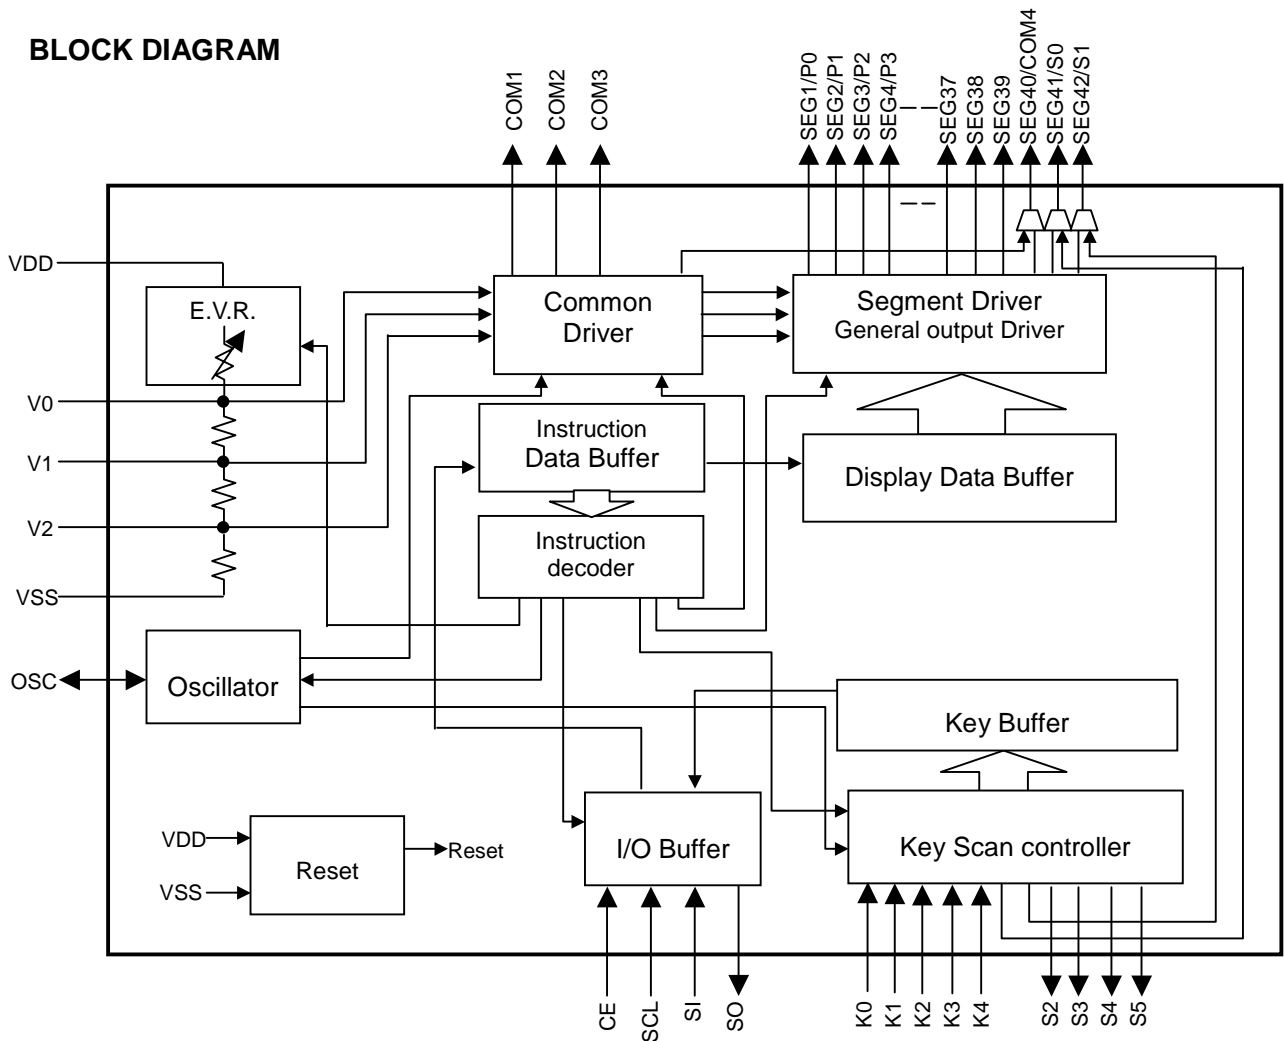 BLOCK DIAGRAM
COM1
COM2
COM3
SEG1/P0
SEG2/P1
SEG3/P2
SEG4/P3
SEG37
SEG38
SEG39
SEG40/COM4
SEG41/S0
SEG42/S1
VDD
E.V.R.
Common
Driver
Segment Driver
General output Driver
V0
V1
V2
VSS
Instruction
Data Buffer
Display Data Buffer
Instruction
decoder
OSC
Oscillator
Key Buffer
VDD
VSS
Reset
Reset
I/O Buffer
Key Scan controller
CE
SCL
SI
SO
K0
K1
K2
K3
K4
S2
S3
S4
S5